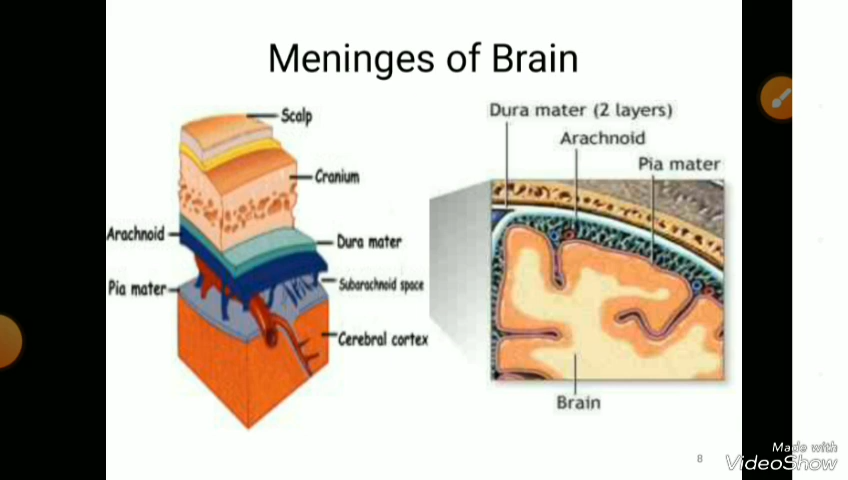 Meninges of Brain
Scalp
Cranium
Arachnoid
Dura mater
Pia mater
Subarachnoid space
Cerebral cortex
Dura mater (2 layers)
Arachnoid
Pia mater
Brain
8
Made with
VideoShow